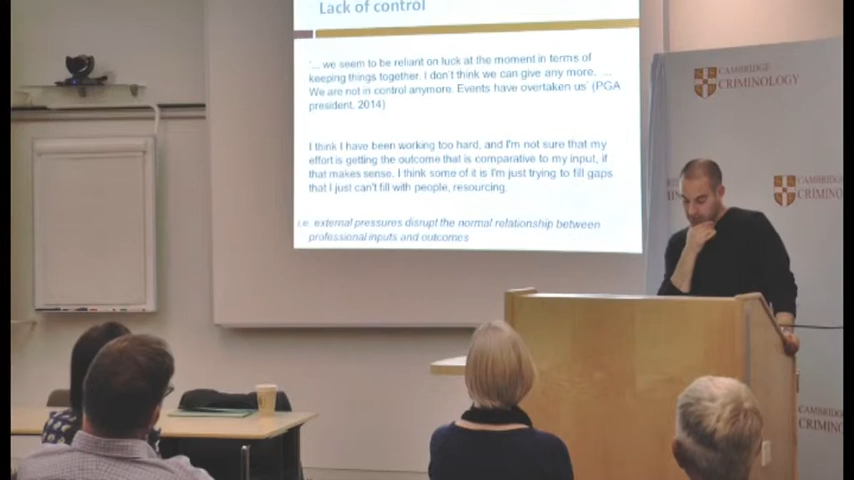 Lack of control
'... we seem to be reliant on luck at the moment in terms of
keeping things together. I don't think we can give any more. ...
We are not in control anymore. Events have overtaken us' (PGA
president, 2014)
I think I have been working too hard, and I'm not sure that my
effort is getting the outcome that is comparative to my input, if
that makes sense. I think some of it is I'm just trying to fill gaps
that I just can't fill with people, resourcing.
i.e. external pressures disrupt the normal relationship between
professional inputs and outcomes
CAMBRIDGE
CRIMINOLOGY
CAMBRIDGE
CRIMINO
CAMBRIDGE
CRIMIN